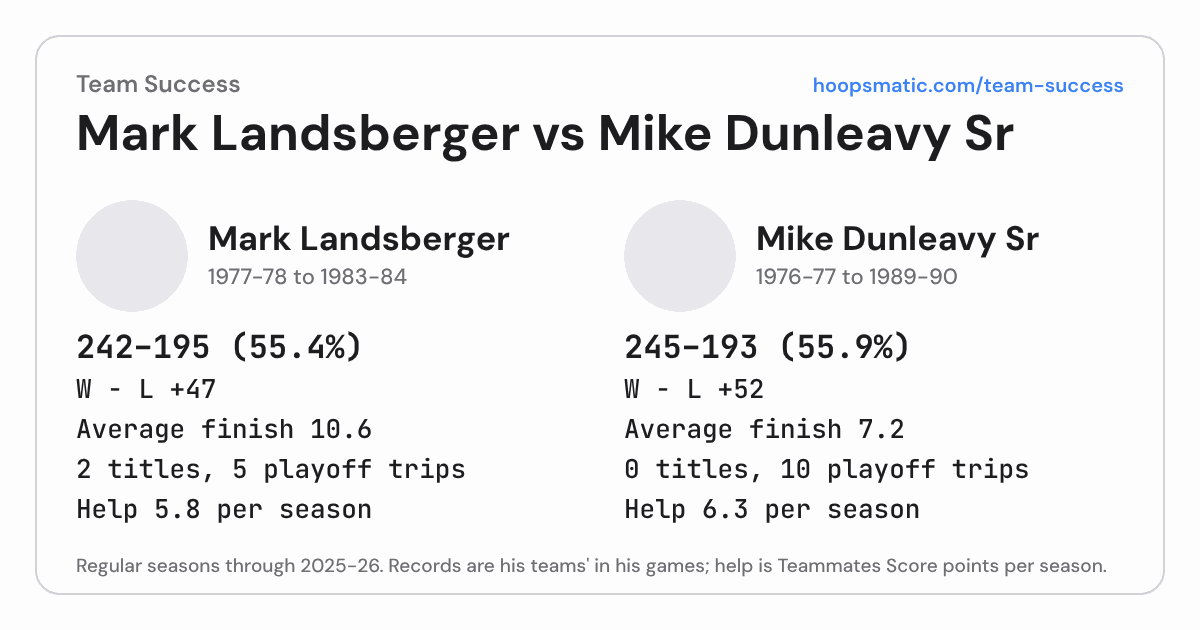 Team Success
hoopsmatic.com/team-success
Mark Landsberger vs Mike Dunleavy Sr
Mark Landsberger
1977-78 to 1983-84
242-195 (55.4%)
W - L +47
Average finish 10.6
2 titles, 5 playoff trips
Help 5.8 per season
Mike Dunleavy Sr
1976-77 to 1989-90
245-193 (55.9%)
W - L +52
Average finish 7.2
0 titles, 10 playoff trips
Help 6.3 per season
Regular seasons through 2025-26. Records are his teams' in his games; help is Teammates Score points per season.